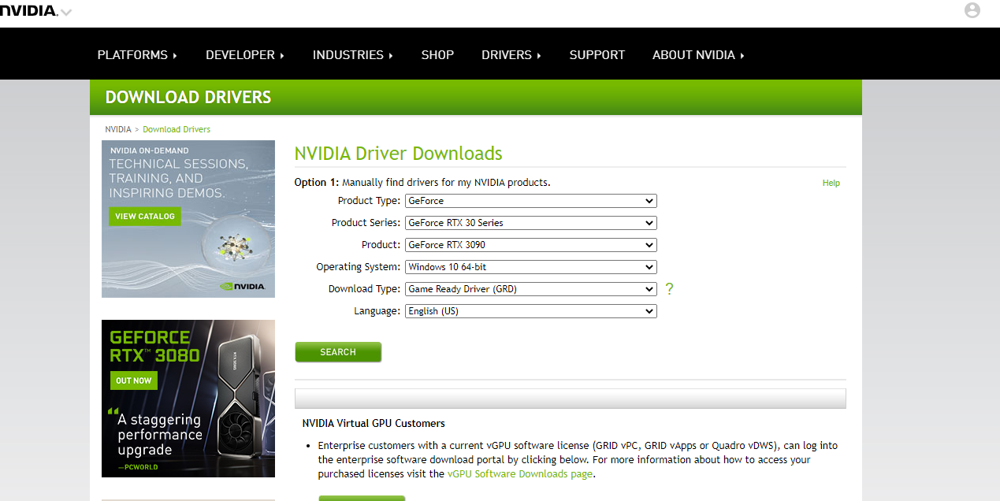 NVIDIA.
PLATFORMS
DEVELOPER
INDUSTRIES
SHOP
DRIVERS
SUPPORT
ABOUT NVIDIA
DOWNLOAD DRIVERS
NVIDIA > Download Drivers
NVIDIA ON-DEMAND
TECHNICAL SESSIONS,
TRAINING, AND
INSPIRING DEMOS.
VIEW CATALOG
NVIDIA.
GEFORCE
RTX™ 3080
OUT NOW
RTX 3080
“A staggering
performance
upgrade
—PCWORLD
NVIDIA Driver Downloads
Option 1: Manually find drivers for my NVIDIA products.
Help
Product Type: GeForce
Product Series: GeForce RTX 30 Series
Product: GeForce RTX 3090
Operating System: Windows 10 64-bit
Download Type: Game Ready Driver (GRD) ?
Language: English (US)
SEARCH
NVIDIA Virtual GPU Customers
• Enterprise customers with a current vGPU software license (GRID vPC, GRID vApps or Quadro vDWS), can log into
the enterprise software download portal by clicking below. For more information about how to access your
purchased licenses visit the vGPU Software Downloads page.